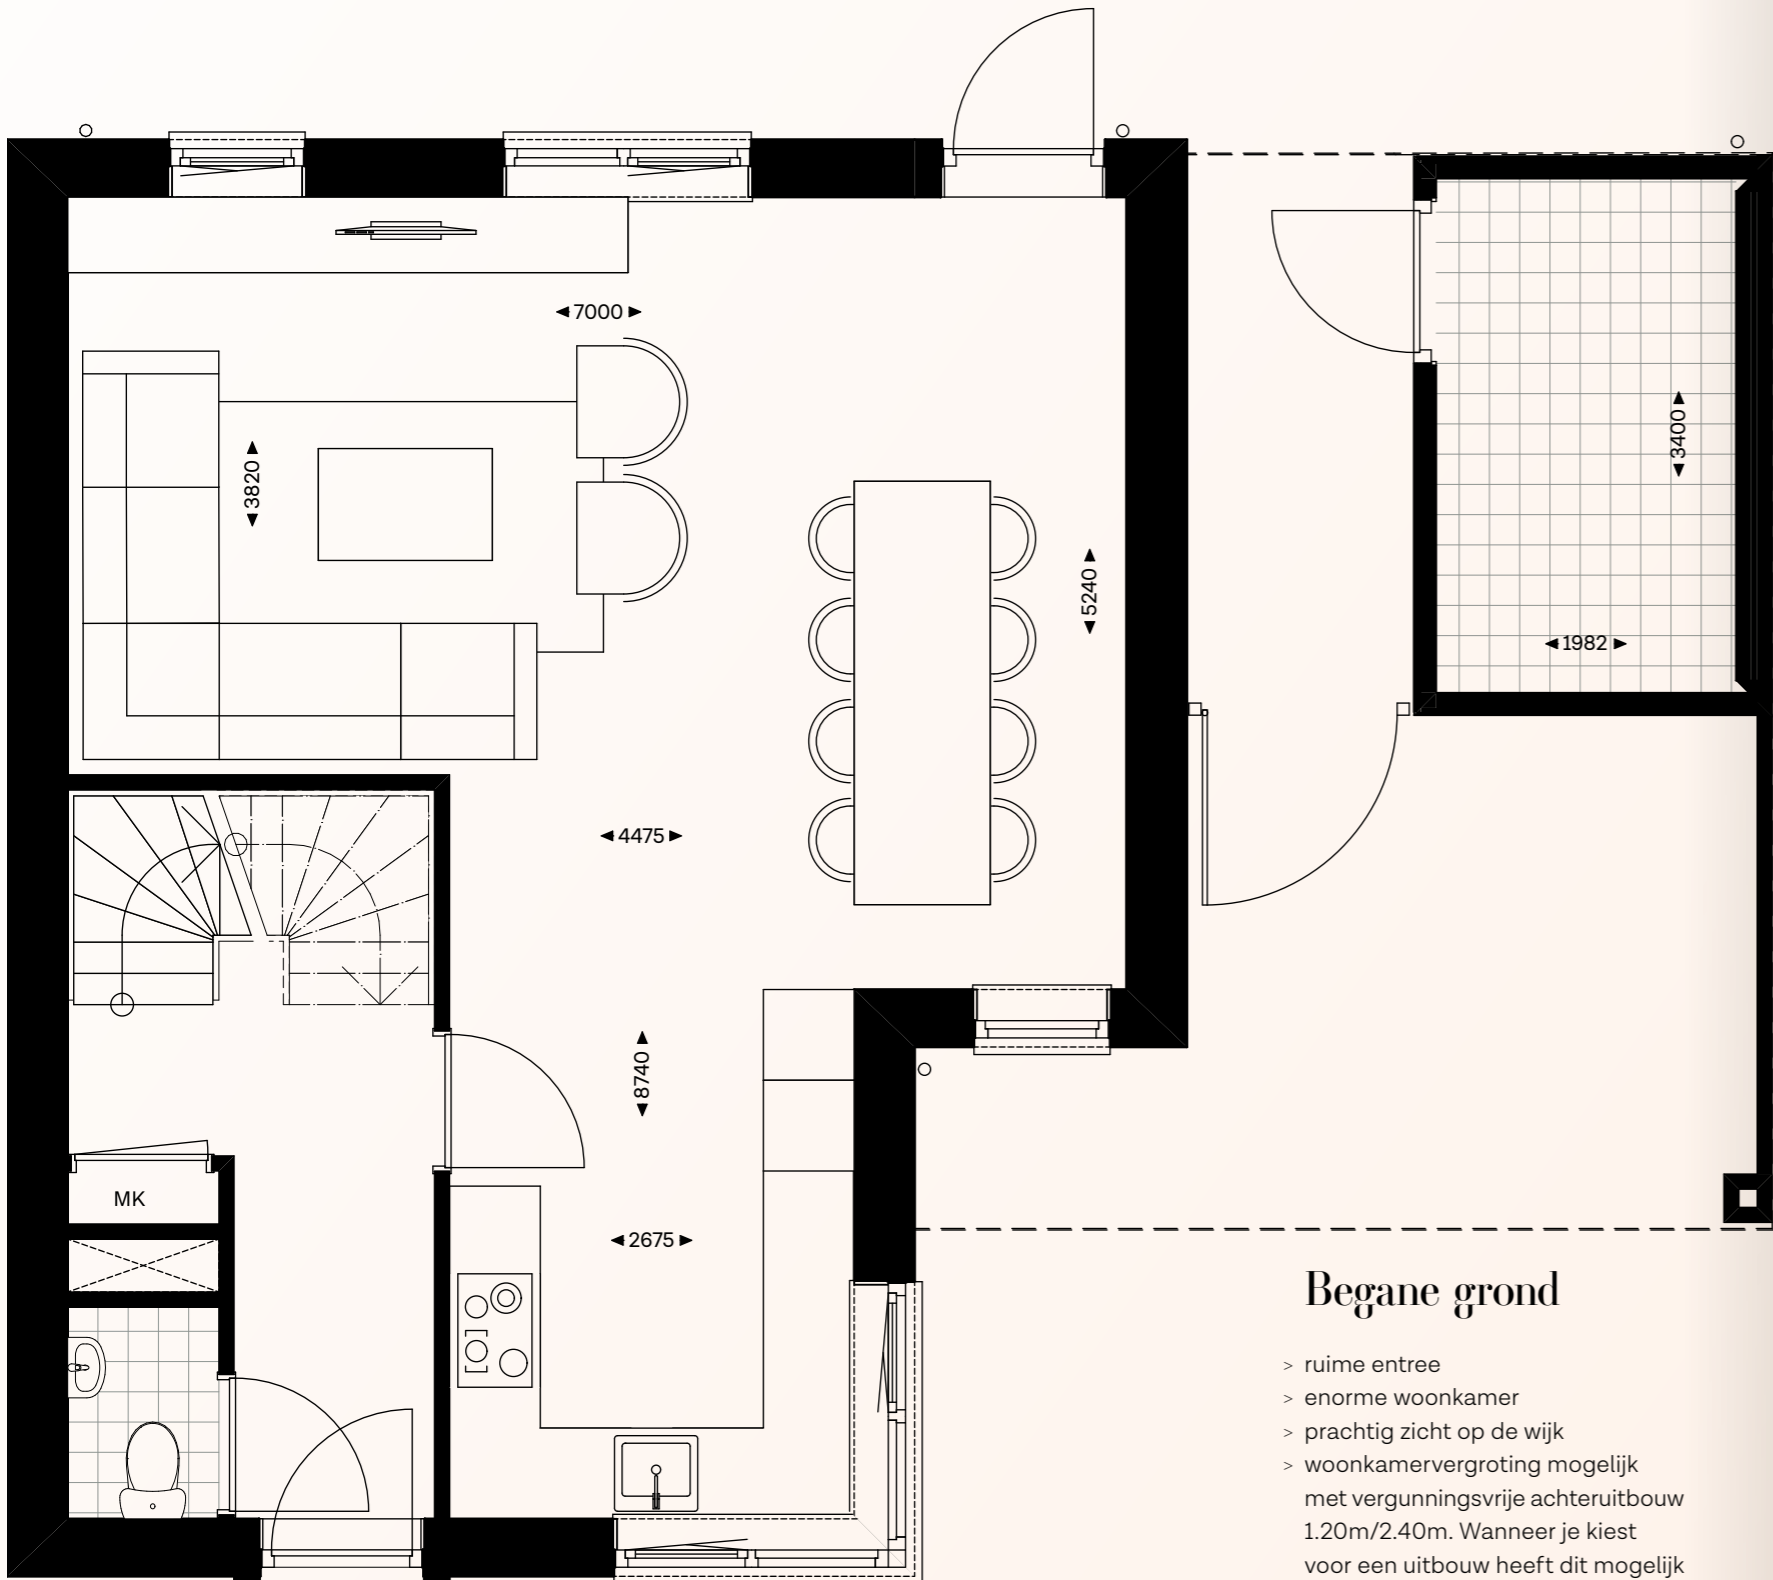 7000
3820
3400
5240
1982
4475
8740
MK
2675
Begane grond
> ruime entree
> enorme woonkamer
> prachtig zicht op de wijk
> woonkamervergroting mogelijk
met vergunningsvrije achteruitbouw
1.20m/2.40m. Wanneer je kiest
voor een uitbouw heeft dit mogelijk